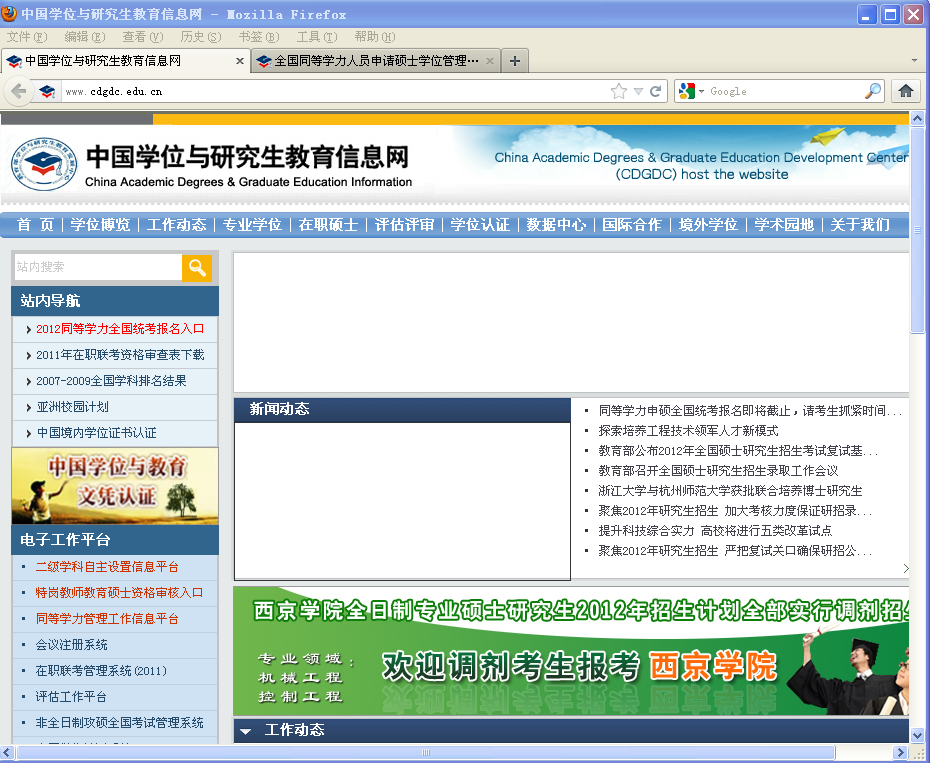 中国学位与研究生教育信息网 - Mozilla Firefox
文件(F) 编辑(E) 查看(V) 历史(S) 书签(B) 工具(T) 帮助(H)
中国学位与研究生教育信息网 × 全国同等学力人员申请硕士学位管理··· × +
www.cdgdc.edu.cn Google
中国学位与研究生教育信息网
China Academic Degrees & Graduate Education Information
China Academic Degrees & Graduate Education Development Center
(CDGDC) host the website
首 页 | 学位博览 | 工作动态 | 专业学位 | 在职硕士 | 评估评审 | 学位认证 | 数据中心 | 国际合作 | 境外学位 | 学术园地 | 关于我们
站内搜索
站内导航
2012同等学力全国统考报名入口
2011年在职联考资格审查表下载
2007-2009全国学科排名结果
亚洲校园计划
中国境内学位证书认证
中国学位与教育
文凭认证
电子工作平台
二级学科自主设置信息平台
特岗教师教育硕士资格审核入口
同等学力管理工作信息平台
会议注册系统
在职联考管理系统(2011)
评估工作平台
非全日制攻硕全国考试管理系统
新闻动态
同等学力申硕全国统考报名即将截止，请考生抓紧时间...
探索培养工程技术领军人才新模式
教育部公布2012年全国硕士研究生招生考试复试基...
教育部召开全国硕士研究生招生录取工作会议
浙江大学与杭州师范大学获批联合培养博士研究生
聚焦2012年研究生招生 加大考核力度保证研招录...
提升科技综合实力 高校将进行五类改革试点
聚焦2012年研究生招生 严把复试关口确保研招公...
西京学院全日制专业硕士研究生2012年招生计划全部实行调剂招生
专业领域：
机械工程
控制工程
欢迎调剂考生报考 西京学院
工作动态